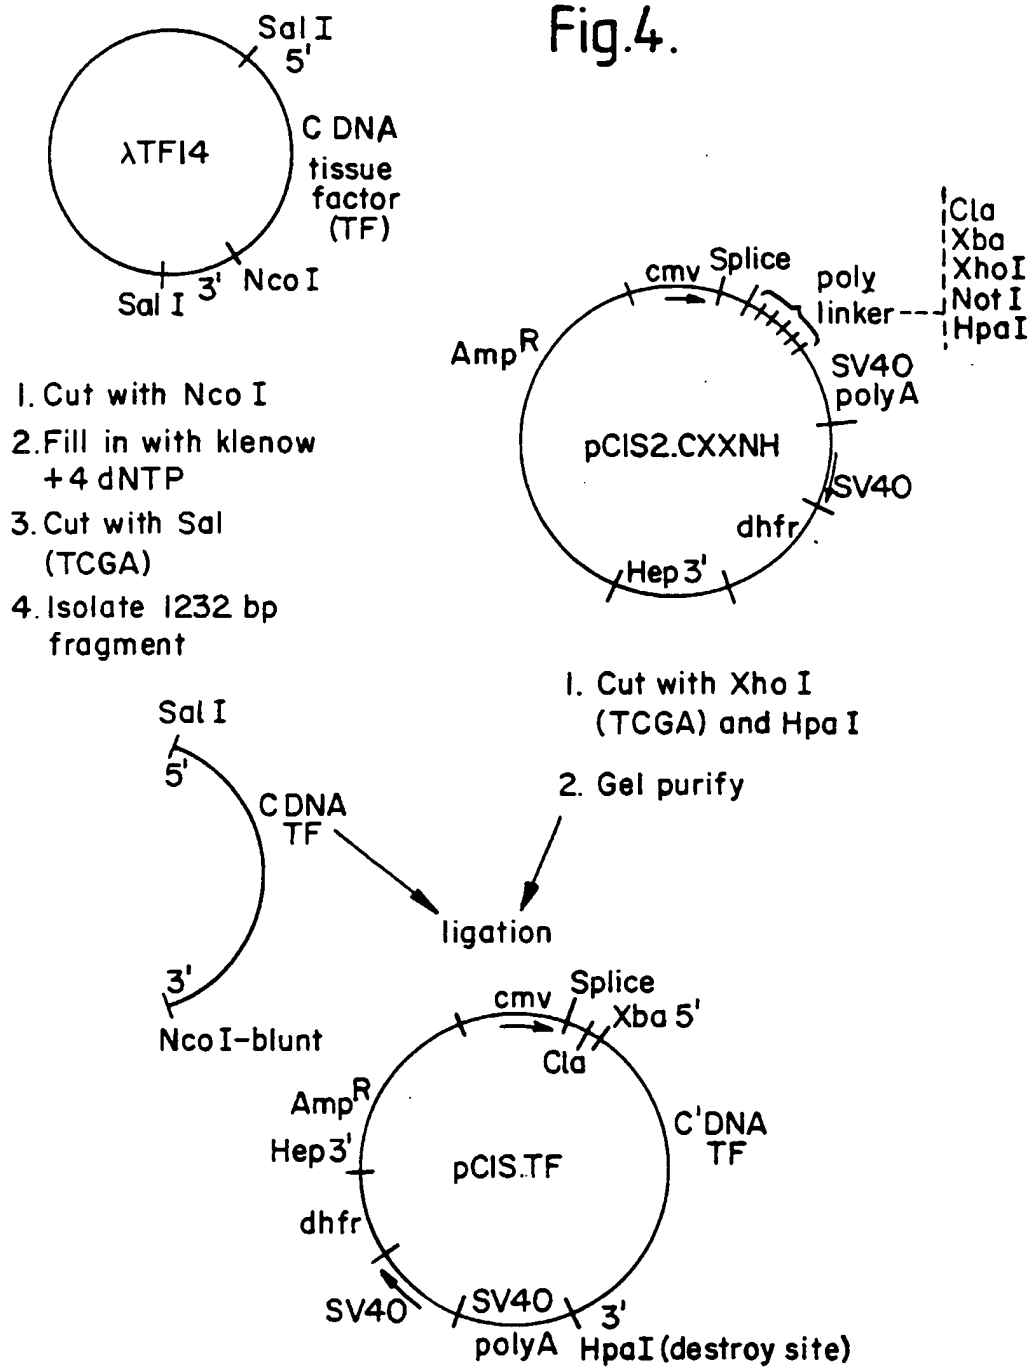 Fig.4.
Sal I
5'
λTF14
C DNA
tissue
factor
(TF)
Nco I
3'
Sal I
1. Cut with Nco I
2. Fill in with klenow
+4 dNTP
3. Cut with Sal
(TCGA)
4. Isolate 1232 bp
fragment
Cla
Xba
Xho I
Not I
Hpa I
cmv
Splice
poly
linker
Amp R
SV40
polyA
pCIS2.CXXNH
SV40
dhfr
Hep 3'
1. Cut with Xho I
(TCGA) and Hpa I
2. Gel purify
Sal I
5'
C DNA
TF
3'
Nco I-blunt
ligation
cmv
Splice
Xba 5'
Cla
Amp R
Hep 3'
pCIS.TF
C'DNA
TF
dhfr
SV40
SV40
polyA
3'
HpaI (destroy site)